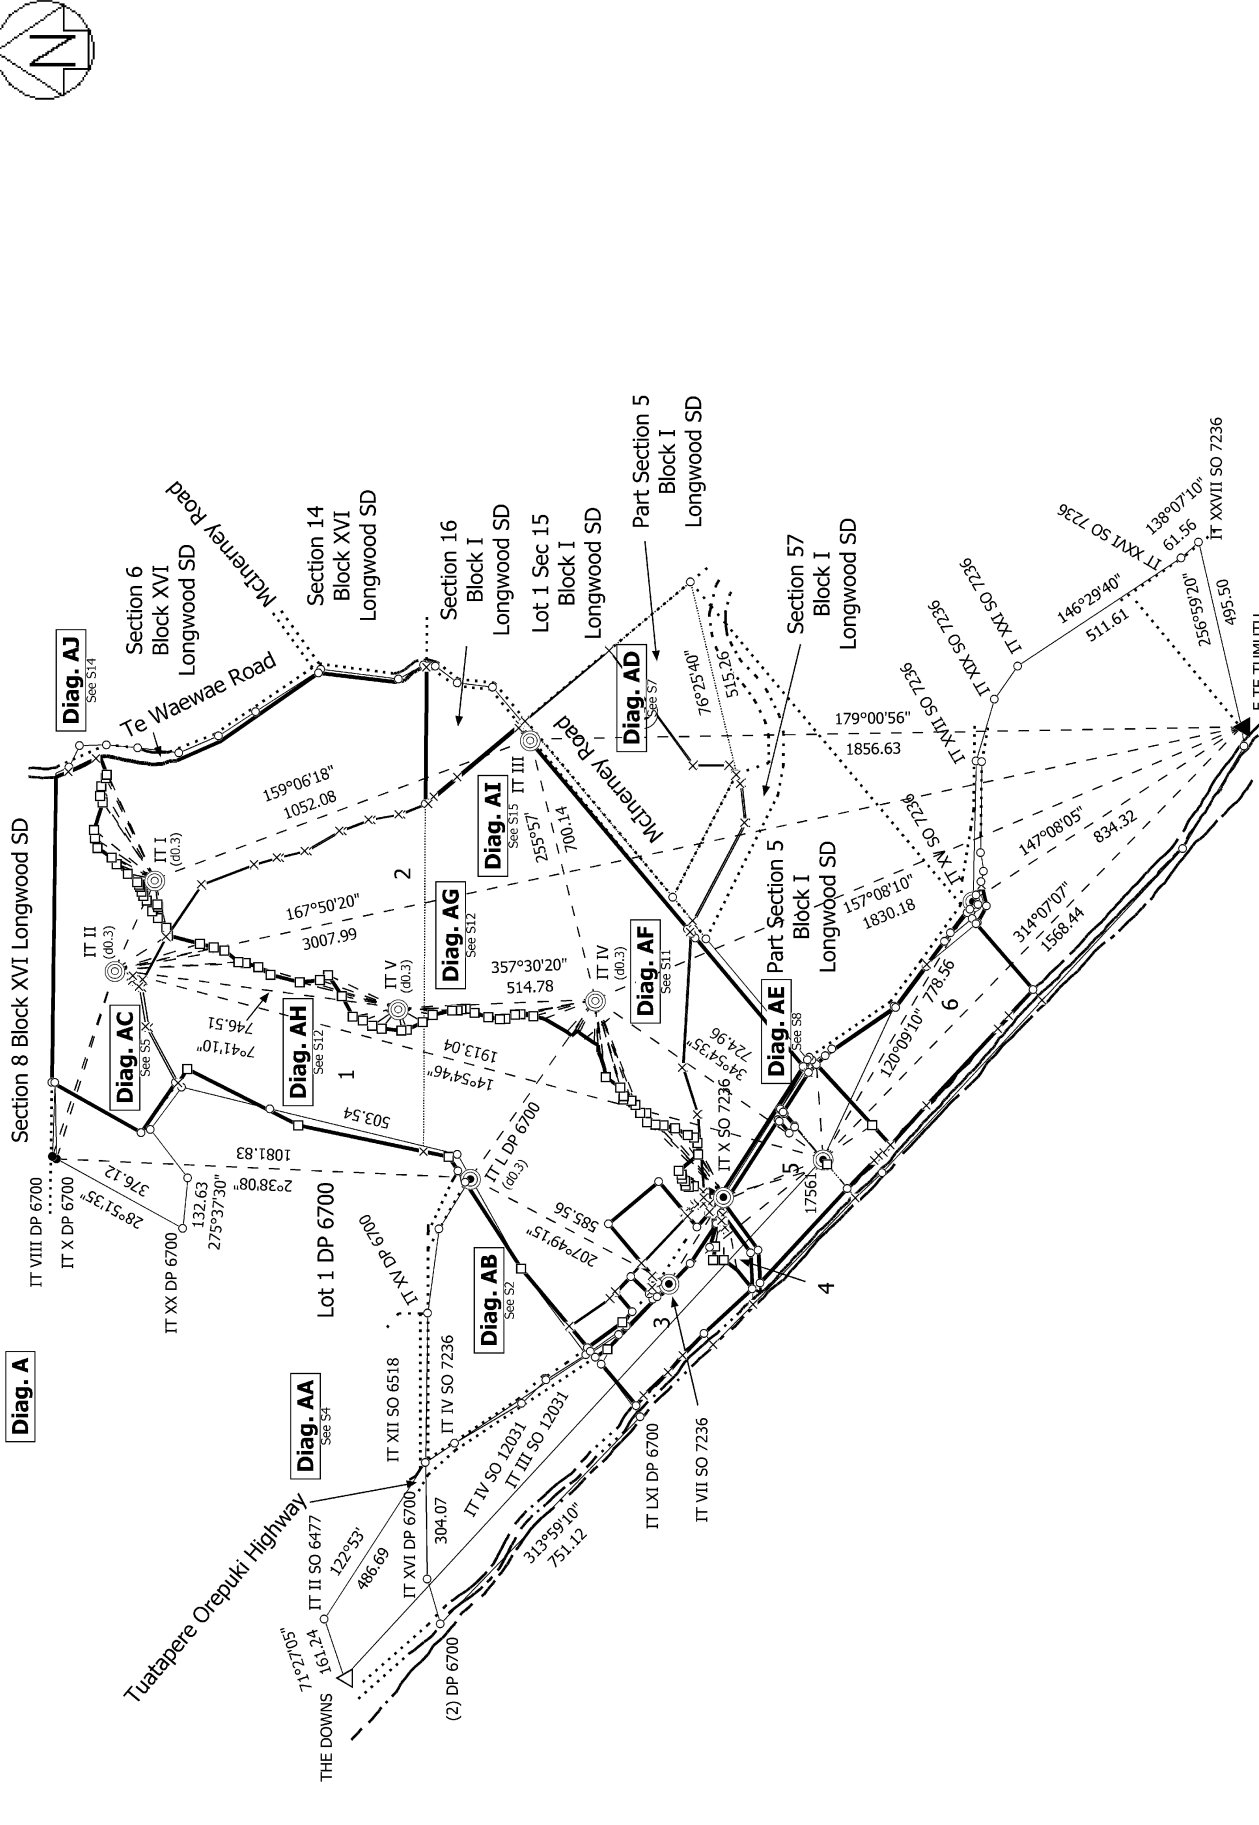 N
Diag. A
Section 8 Block XVI Longwood SD
Diag. AJ
See S14
Section 6
Block XVI
Longwood SD
McInerney Road
Te Waewae Road
Section 14
Block XVI
Longwood SD
Section 16
Block I
Longwood SD
Lot 1 Sec 15
Block I
Longwood SD
Part Section 5
Block I
Longwood SD
Section 57
Block I
Longwood SD
IT VIII DP 6700
IT X DP 6700
IT XX DP 6700
28°51'35"
376.12
132.63
275°37'30"
2°38'08"
1081.83
503.54
Lot 1 DP 6700
IT XV DP 6700
Diag. AC
See S5
IT II
(d0.3)
IT I
(d0.3)
159°06'18"
1052.08
167°50'20"
3007.99
7°41'10"
746.51
Diag. AH
See S12
1
2
IT V
(d0.3)
Diag. AG
See S12
Diag. AI
See S15
IT III
255°57'
700.14
McInerney Road
Diag. AD
See S7
76°25'40"
515.26
14°54'46"
1913.04
357°30'20"
514.78
IT IV
(d0.3)
Diag. AF
See S11
IT L DP 6700
(d0.3)
207°49'15"
585.56
34°54'35"
724.96
Diag. AE
See S8
Part Section 5
Block I
Longwood SD
179°00'56"
1856.63
157°08'10"
1830.18
147°08'05"
834.32
314°07'07"
1568.44
120°09'10"
778.56
6
IT XV SO 7236
IT XVII SO 7236
IT XIX SO 7236
IT XXI SO 7236
IT XXVI SO 7236
IT XXVII SO 7236
146°29'40"
511.61
138°07'10"
61.56
256°59'20"
495.50
IT X SO 7236
5
17561
4
3
Diag. AB
See S2
Diag. AA
See S4
IT XII SO 6518
IT IV SO 7236
IT IV SO 12031
IT III SO 12031
IT LXI DP 6700
IT VII SO 7236
Tuatapere Orepuki Highway
IT II SO 6477
122°53'
486.69
IT XVI DP 6700
304.07
71°27'05"
161.24
THE DOWNS
(2) DP 6700
313°59'10"
751.12